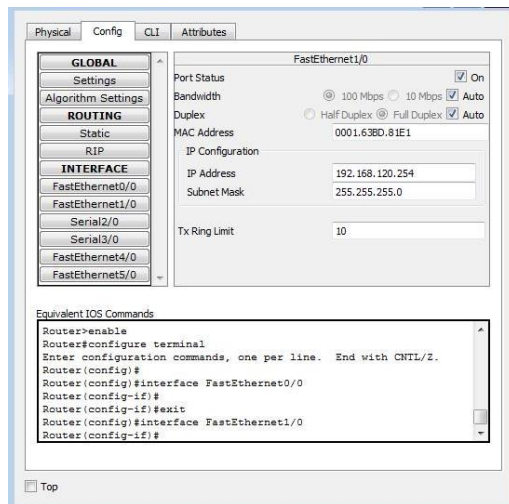 Physical Config CLI Attributes
GLOBAL
Settings
Algorithm Settings
ROUTING
Static
RIP
INTERFACE
FastEthernet0/0
FastEthernet1/0
Serial2/0
Serial3/0
FastEthernet4/0
FastEthernet5/0
FastEthernet1/0
Port Status On
Bandwidth 100 Mbps 10 Mbps Auto
Duplex Half Duplex Full Duplex Auto
MAC Address 0001.63BD.81E1
IP Configuration
IP Address 192.168.120.254
Subnet Mask 255.255.255.0
Tx Ring Limit 10
Equivalent IOS Commands
Router>enable
Router#configure terminal
Enter configuration commands, one per line. End with CNTL/Z.
Router(config)#
Router(config)#interface FastEthernet0/0
Router(config-if)#
Router(config-if)#exit
Router(config)#interface FastEthernet1/0
Router(config-if)#
Top